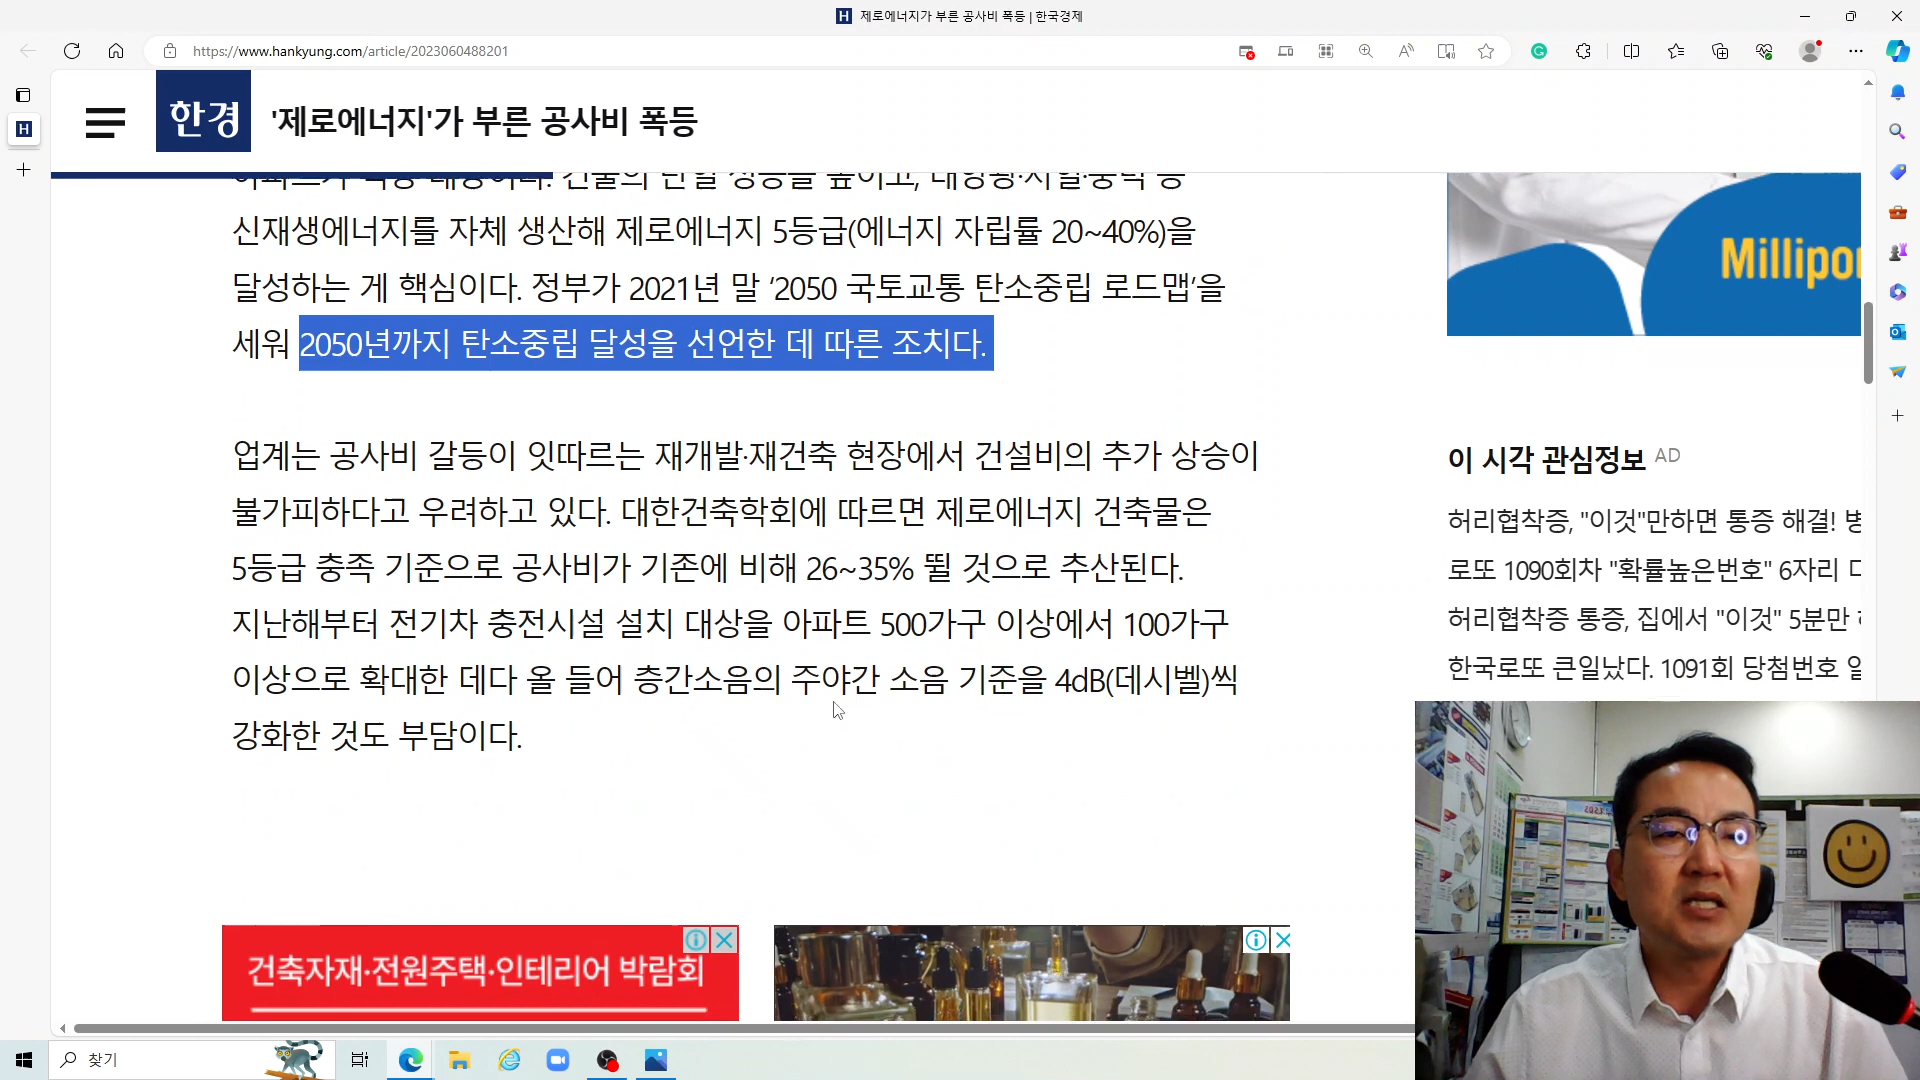 제로에너지가 부른 공사비 폭등 | 한국경제
https://www.hankyung.com/article/2023060488201
한경
'제로에너지'가 부른 공사비 폭등
신재생에너지를 자체 생산해 제로에너지 5등급(에너지 자립률 20~40%)을
달성하는 게 핵심이다. 정부가 2021년 말 ‘2050 국토교통 탄소중립 로드맵’을
세워 2050년까지 탄소중립 달성을 선언한 데 따른 조치다.
업계는 공사비 갈등이 잇따르는 재개발·재건축 현장에서 건설비의 추가 상승이
불가피하다고 우려하고 있다. 대한건축학회에 따르면 제로에너지 건축물은
5등급 충족 기준으로 공사비가 기존에 비해 26~35% 뛸 것으로 추산된다.
지난해부터 전기차 충전시설 설치 대상을 아파트 500가구 이상에서 100가구
이상으로 확대한 데다 올 들어 층간소음의 주야간 소음 기준을 4dB(데시벨)씩
강화한 것도 부담이다.
Millipo
이 시각 관심정보 AD
허리협착증, "이것"만하면 통증 해결! 병
로또 1090회차 "확률높은번호" 6자리
허리협착증 통증, 집에서 "이것" 5분만
한국로또 큰일났다. 1091회 당첨번호 일
건축자재·전원주택·인테리어 박람회
찾기